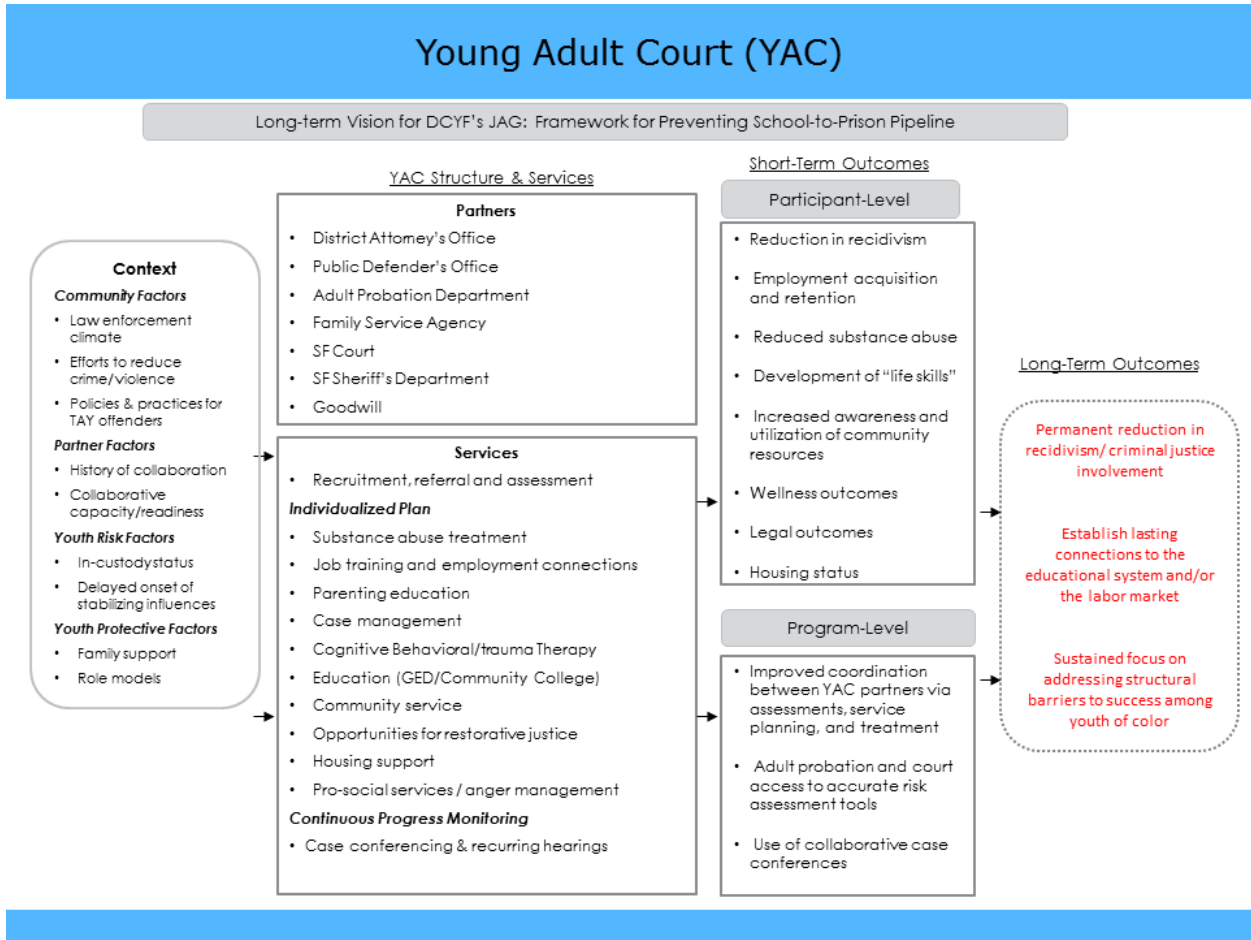 Young Adult Court (YAC)
Long-term Vision for DCYF's JAG: Framework for Preventing School-to-Prison Pipeline
Context
Community Factors
• Law enforcement
climate
• Efforts to reduce
crime/violence
• Policies & practices for
TAY offenders
Partner Factors
• History of collaboration
• Collaborative
capacity/readiness
Youth Risk Factors
• In-custody status
• Delayed onset of
stabilizing influences
Youth Protective Factors
• Family support
• Role models
YAC Structure & Services
Partners
• District Attorney's Office
• Public Defender's Office
• Adult Probation Department
• Family Service Agency
• SF Court
• SF Sheriff's Department
• Goodwill
Services
• Recruitment, referral and assessment
Individualized Plan
• Substance abuse treatment
• Job training and employment connections
• Parenting education
• Case management
• Cognitive Behavioral/trauma Therapy
• Education (GED/Community College)
• Community service
• Opportunities for restorative justice
• Housing support
• Pro-social services / anger management
Continuous Progress Monitoring
• Case conferencing & recurring hearings
Short-Term Outcomes
Participant-Level
• Reduction in recidivism
• Employment acquisition
and retention
• Reduced substance abuse
• Development of "life skills"
• Increased awareness and
utilization of community
resources
• Wellness outcomes
• Legal outcomes
• Housing status
Program-Level
• Improved coordination
between YAC partners via
assessments, service
planning, and treatment
• Adult probation and court
access to accurate risk
assessment tools
• Use of collaborative case
conferences
Long-Term Outcomes
Permanent reduction in
recidivism/ criminal justice
involvement
Establish lasting
connections to the
educational system and/or
the labor market
Sustained focus on
addressing structural
barriers to success among
youth of color